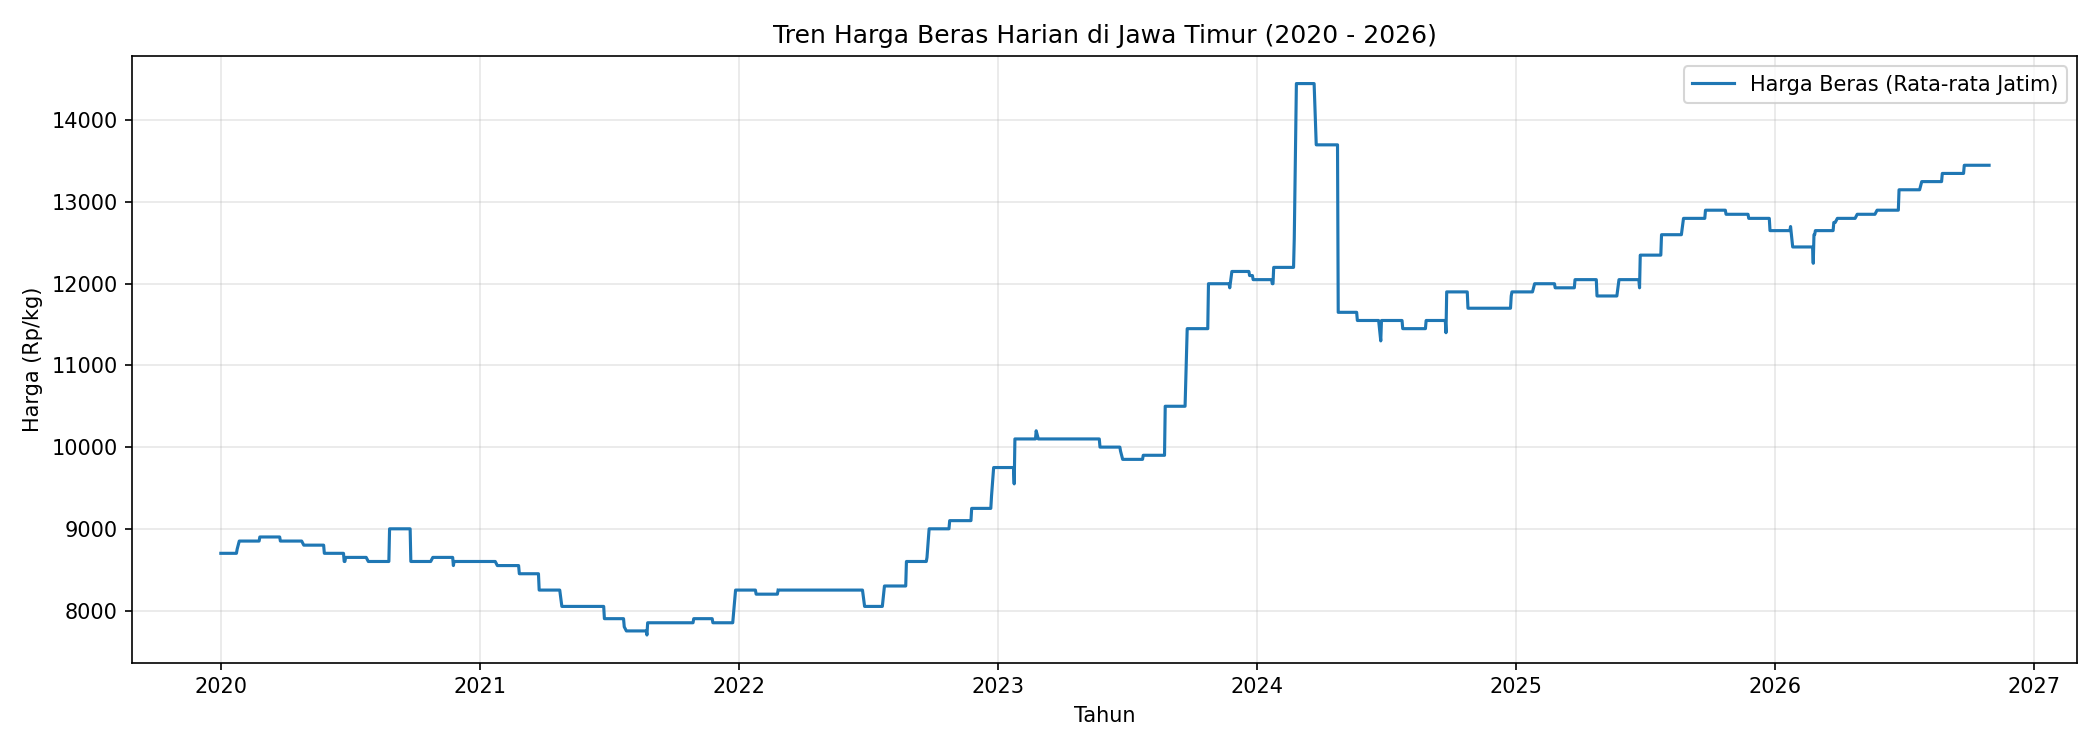 Tren Harga Beras Harian di Jawa Timur (2020 - 2026)
Harga Beras (Rata-rata Jatim)
Harga (Rp/kg)
14000
13000
12000
11000
10000
9000
8000
2020 2021 2022 2023 2024 2025 2026 2027
Tahun